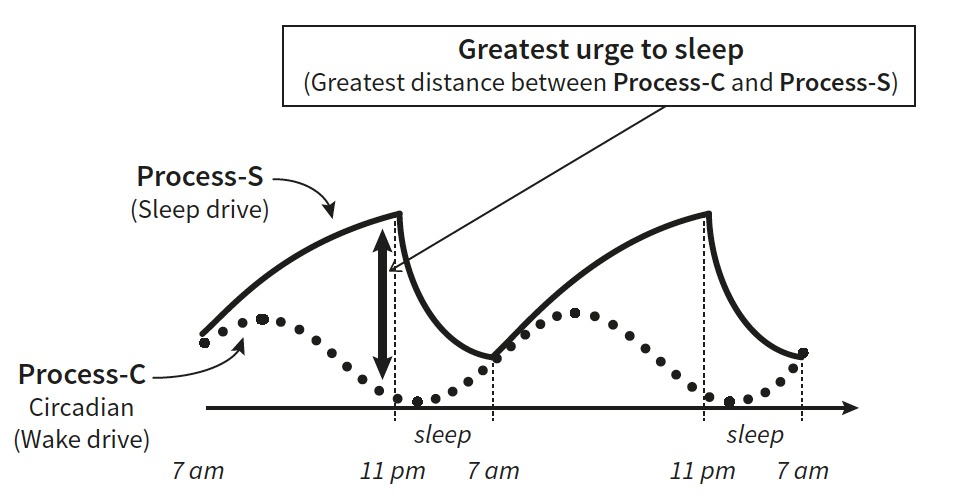 Greatest urge to sleep
(Greatest distance between Process-C and Process-S)
Process-S
(Sleep drive)
Process-C
Circadian
(Wake drive)
sleep
sleep
7 am
11 pm
7 am
11 pm
7 am